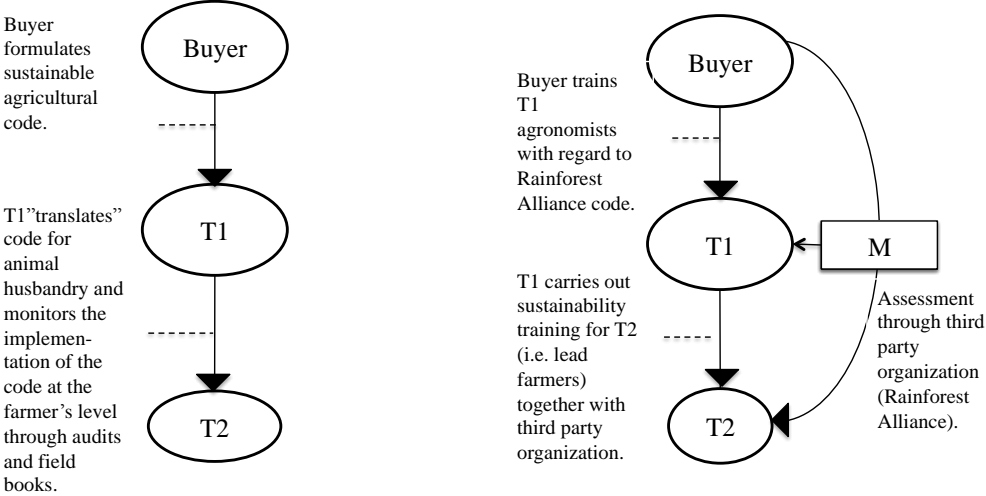 Buyer
formulates
sustainable
agricultural
code.
Buyer
T1”translates”
code for
animal
husbandry and
monitors the
implemen-
tation of the
code at the
farmer’s level
through audits
and field
books.
T1
T2
Buyer trains
T1
agronomists
with regard to
Rainforest
Alliance code.
Buyer
T1
M
T1 carries out
sustainability
training for T2
(i.e. lead
farmers)
together with
third party
organization.
T2
Assessment
through third
party
organization
(Rainforest
Alliance).